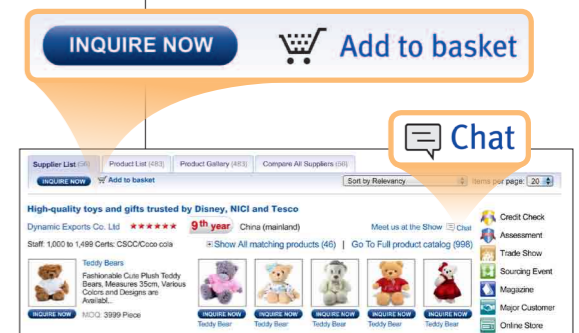 INQUIRE NOW Add to basket
Chat
Supplier List (56) Product List (483) Product Gallery (483) Compare All Suppliers (56)
INQUIRE NOW Add to basket Sort by Relevancy Items per page: 20
High-quality toys and gifts trusted by Disney, NICI and Tesco
Dynamic Exports Co. Ltd 9th year China (mainland) Meet us at the Show Chat
Staff: 1,000 to 1,499 Certs: CSCC/Coco cola Show All matching products (46) | Go To Full product catalog (998)
Credit Check
Assessment
Trade Show
Sourcing Event
Magazine
Major Customer
Online Store
Teddy Bears
Fashionable Cute Plush Teddy
Bears, Measures 35cm, Various
Colors and Designs are
Availabl...
INQUIRE NOW MOQ: 3999 Piece
INQUIRE NOW INQUIRE NOW INQUIRE NOW INQUIRE NOW INQUIRE NOW
Teddy Bear Teddy Bear Teddy Bear Teddy Bear Teddy Bear